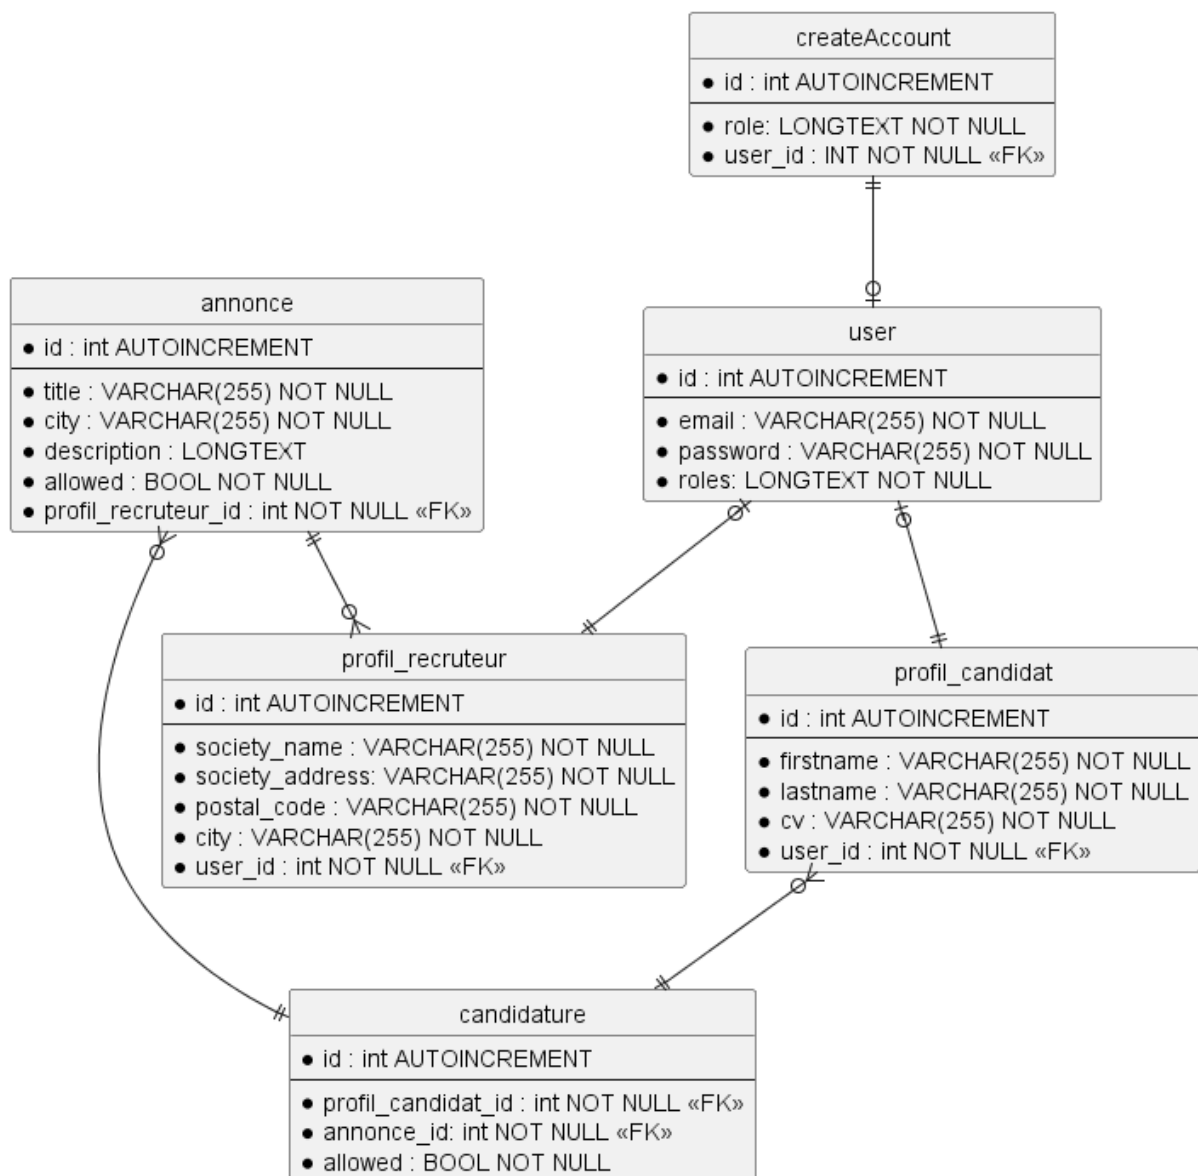 createAccount
id : int AUTOINCREMENT
role: LONGTEXT NOT NULL
user_id : INT NOT NULL «FK»
annonce
id : int AUTOINCREMENT
title : VARCHAR(255) NOT NULL
city : VARCHAR(255) NOT NULL
description : LONGTEXT
allowed : BOOL NOT NULL
profil_recruteur_id : int NOT NULL «FK»
user
id : int AUTOINCREMENT
email : VARCHAR(255) NOT NULL
password : VARCHAR(255) NOT NULL
roles: LONGTEXT NOT NULL
profil_recruteur
id : int AUTOINCREMENT
society_name : VARCHAR(255) NOT NULL
society_address: VARCHAR(255) NOT NULL
postal_code : VARCHAR(255) NOT NULL
city : VARCHAR(255) NOT NULL
user_id : int NOT NULL «FK»
profil_candidat
id : int AUTOINCREMENT
firstname : VARCHAR(255) NOT NULL
lastname : VARCHAR(255) NOT NULL
cv : VARCHAR(255) NOT NULL
user_id : int NOT NULL «FK»
candidature
id : int AUTOINCREMENT
profil_candidat_id : int NOT NULL «FK»
annonce_id: int NOT NULL «FK»
allowed : BOOL NOT NULL